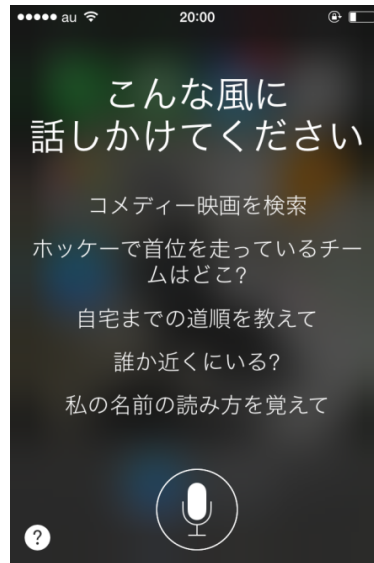 au 20:00
こんな風に
話しかけてください
コメディー映画を検索
ホッケーで首位を走っているチー
ムはどこ?
自宅までの道順を教えて
誰か近くにいる?
私の名前の読み方を覚えて
?